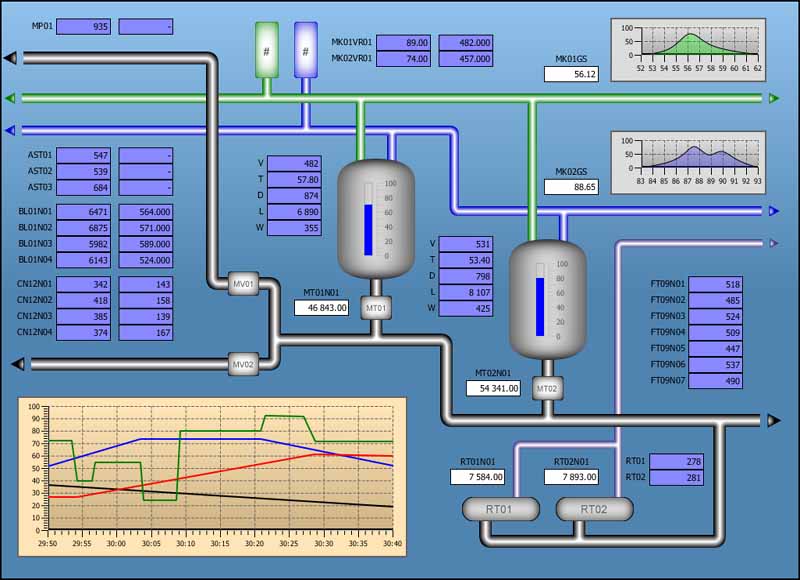 MP01 935 -
# #
MK01VR01 89.00 482.000
MK02VR01 74.00 457.000
MK01GS
56.12
100
50
0
52 53 54 55 56 57 58 59 60 61 62
MK02GS
88.65
100
50
0
83 84 85 86 87 88 89 90 91 92 93
AST01 547 -
AST02 539 -
AST03 684 -
BL01N01 6471 564.000
BL01N02 6875 571.000
BL01N03 5982 589.000
BL01N04 6143 524.000
CN12N01 342 143
CN12N02 418 158
CN12N03 385 139
CN12N04 374 167
V 482
T 57.80
D 874
L 6 890
W 355
100
80
60
40
20
0
MV01
MT01N01
46 843.00
MT01
V 531
T 53.40
D 798
L 8 107
W 425
100
80
60
40
20
0
MV02
MT02N01
54 341.00
MT02
FT09N01 518
FT09N02 485
FT09N03 524
FT09N04 509
FT09N05 447
FT09N06 537
FT09N07 490
100
90
80
70
60
50
40
30
20
10
0
29:50 29:55 30:00 30:05 30:10 30:15 30:20 30:25 30:30 30:35 30:40
RT01N01
7 584.00
RT02N01
7 893.00
RT01 278
RT02 281
RT01
RT02